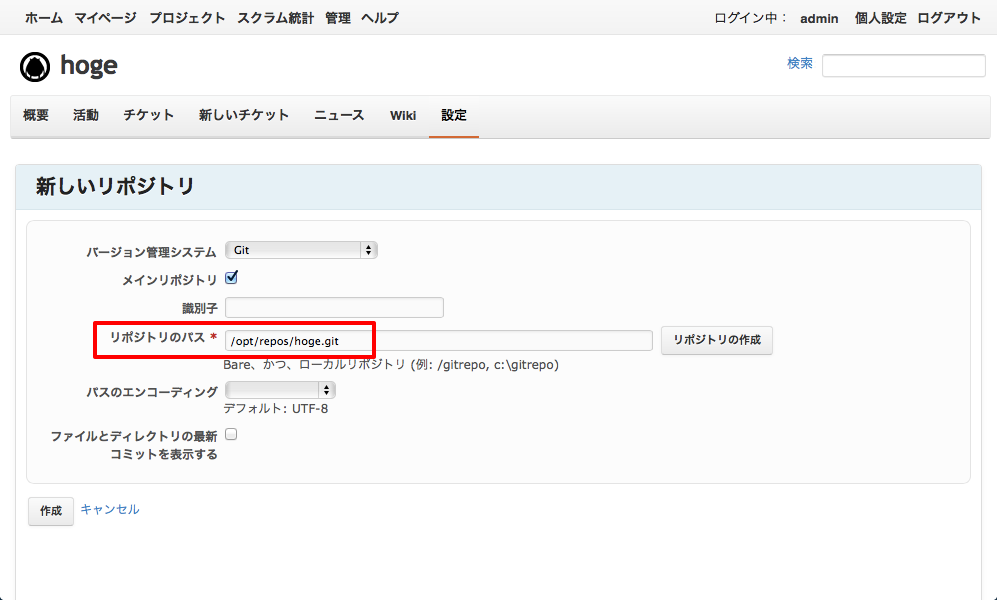 ホーム マイページ プロジェクト スクラム統計 管理 ヘルプ ログイン中： admin 個人設定 ログアウト
hoge 検索
概要 活動 チケット 新しいチケット ニュース Wiki 設定
新しいリポジトリ
バージョン管理システム Git
メインリポジトリ
識別子
リポジトリのパス * /opt/repos/hoge.git リポジトリの作成
Bare、かつ、ローカルリポジトリ (例: /gitrepo, c:\gitrepo)
パスのエンコーディング
デフォルト: UTF-8
ファイルとディレクトリの最新
コミットを表示する
作成 キャンセル